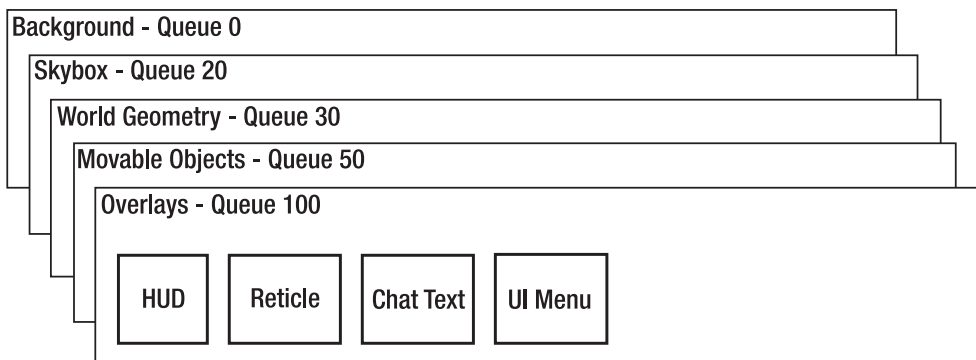 Background - Queue 0
Skybox - Queue 20
World Geometry - Queue 30
Movable Objects - Queue 50
Overlays - Queue 100
HUD
Reticle
Chat Text
UI Menu